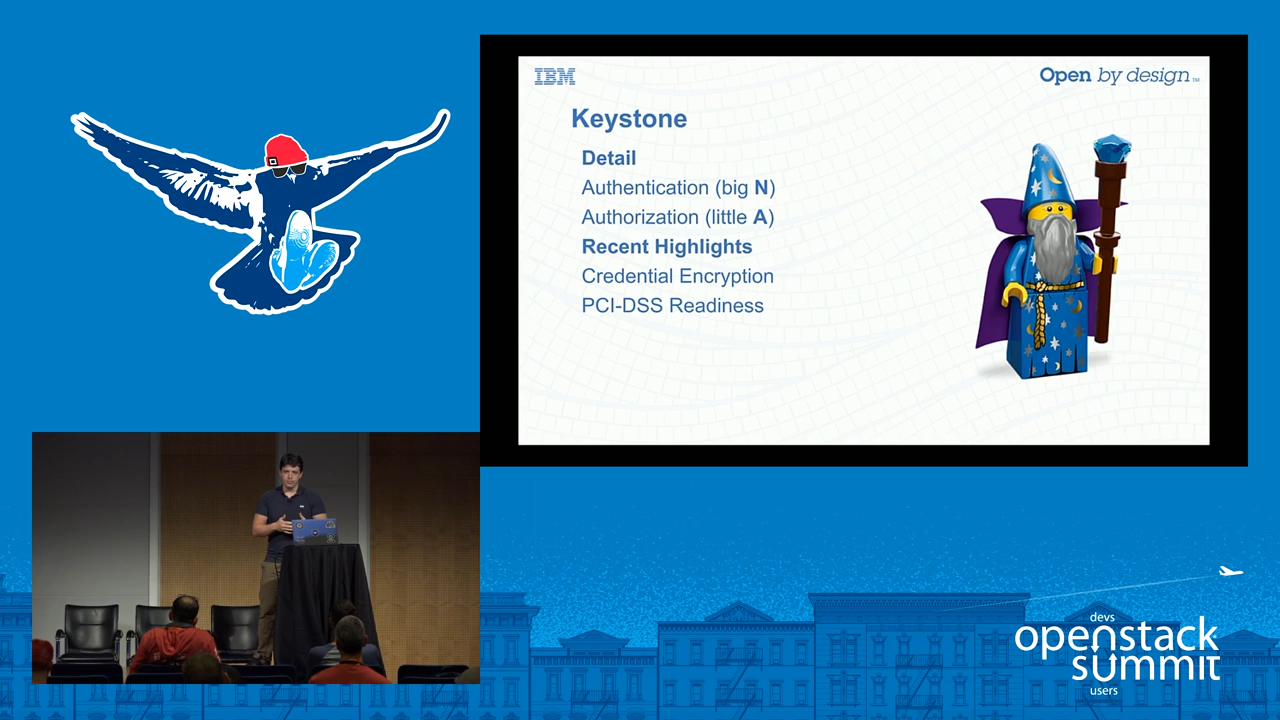 IBM
Open by design™
Keystone
Detail
Authentication (big N)
Authorization (little A)
Recent Highlights
Credential Encryption
PCI-DSS Readiness
devs
openstack
summit
users